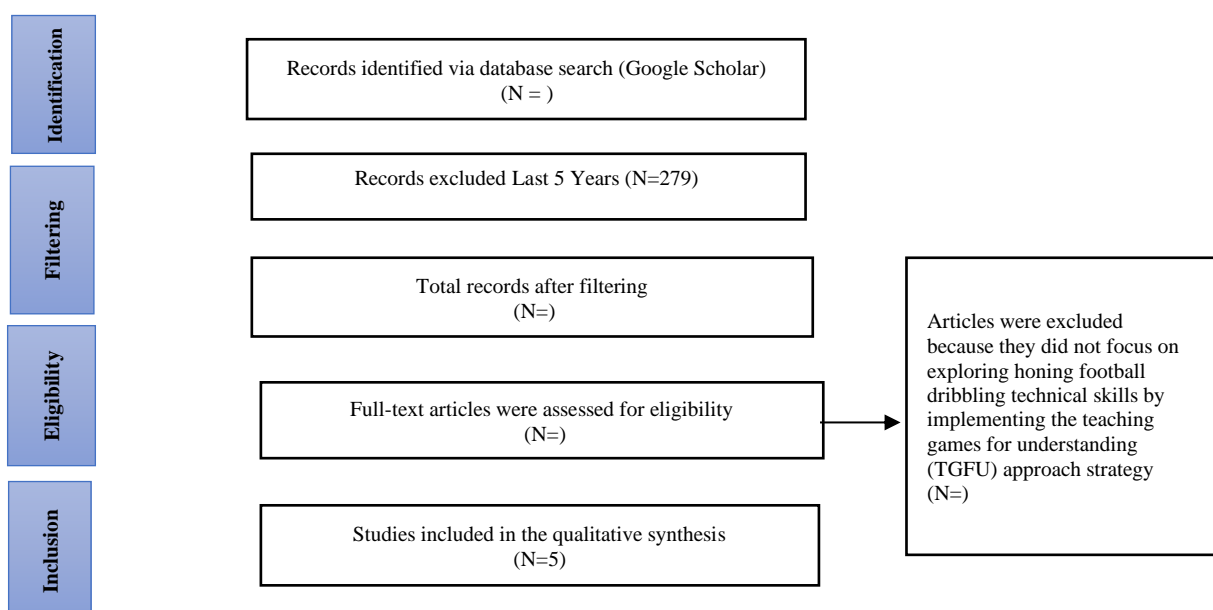 Identification
Records identified via database search (Google Scholar)
(N = )
Filtering
Records excluded Last 5 Years (N=279)
Total records after filtering
(N=)
Eligibility
Full-text articles were assessed for eligibility
(N=)
Articles were excluded
because they did not focus on
exploring honing football
dribbling technical skills by
implementing the teaching
games for understanding
(TGFU) approach strategy
(N=)
Inclusion
Studies included in the qualitative synthesis
(N=5)